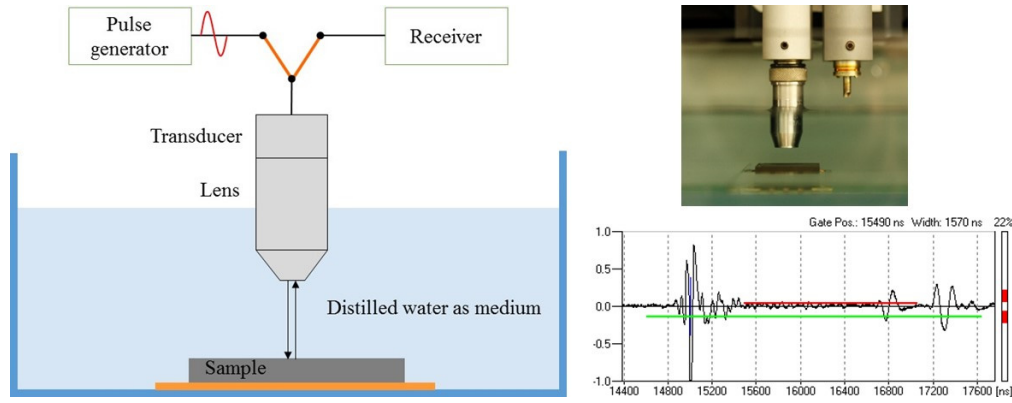 Pulse
generator
Receiver
Transducer
Lens
Distilled water as medium
Sample
Gate Pos.: 15490 ns Width: 1570 ns 22%
1.0
0.5
0.0
-0.5
-1.0
14400 14800 15200 15600 16000 16400 16800 17200 17600 [ns]